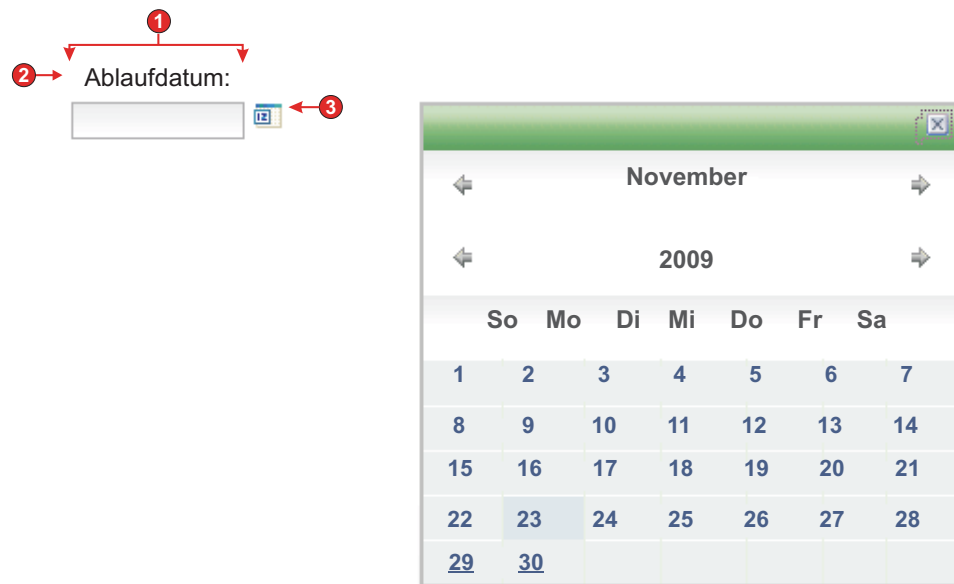 1
2 Ablaufdatum:
12 3
November
2009
So Mo Di Mi Do Fr Sa
1 2 3 4 5 6 7
8 9 10 11 12 13 14
15 16 17 18 19 20 21
22 23 24 25 26 27 28
29 30